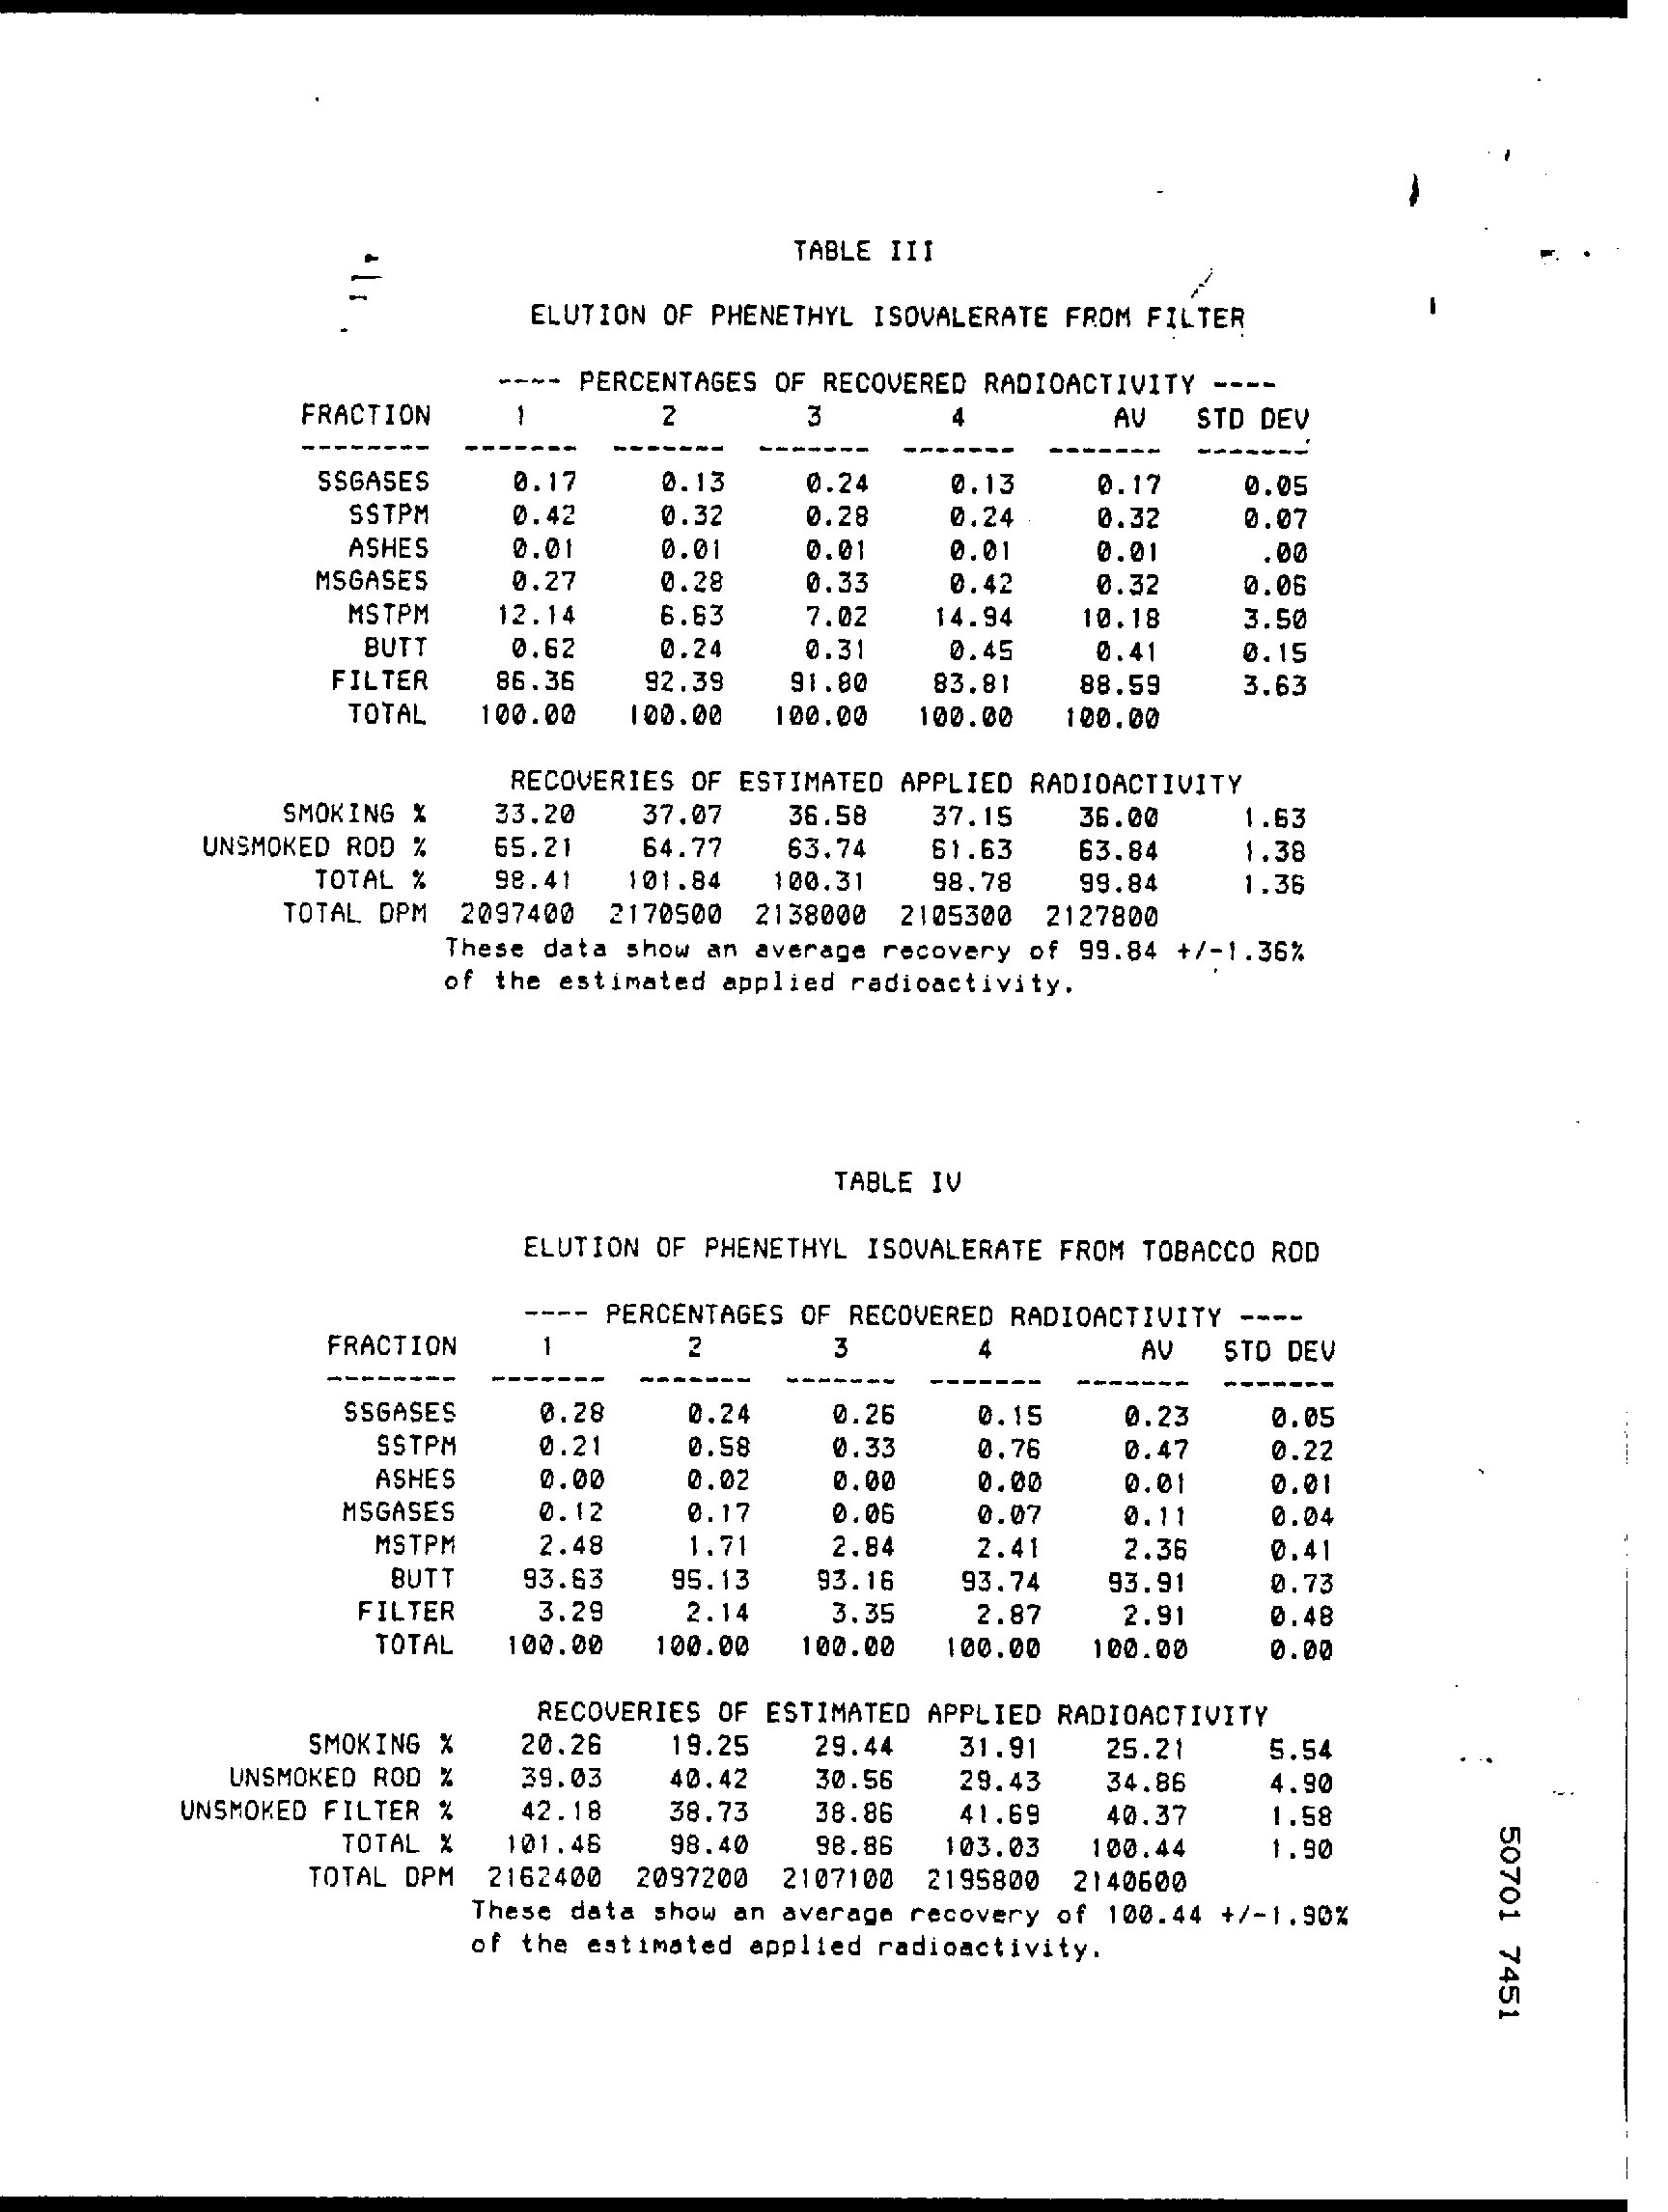 TABLE III
ELUTION OF PHENETHYL ISOVALERATE FROM FILTER
---- PERCENTAGES OF RECOVERED RADIOACTIVITY ----
FRACTION 1 2 3 4 AV STD DEV
-------- ------- ------- ------- ------- ------- -------
SSGASES 0.17 0.13 0.24 0.13 0.17 0.05
SSTPM 0.42 0.32 0.28 0.24 0.32 0.07
ASHES 0.01 0.01 0.01 0.01 0.01 .00
MSGASES 0.27 0.28 0.33 0.42 0.32 0.06
MSTPM 12.14 6.63 7.02 14.94 10.18 3.50
BUTT 0.62 0.24 0.31 0.45 0.41 0.15
FILTER 86.36 92.39 91.80 83.81 88.59 3.63
TOTAL 100.00 100.00 100.00 100.00 100.00
RECOVERIES OF ESTIMATED APPLIED RADIOACTIVITY
SMOKING % 33.20 37.07 36.58 37.15 36.00 1.63
UNSMOKED ROD % 65.21 64.77 63.74 61.63 63.84 1.38
TOTAL % 98.41 101.84 100.31 98.78 99.84 1.36
TOTAL DPM 2097400 2170500 2138000 2105300 2127800
These data show an average recovery of 99.84 +/-1.36%
of the estimated applied radioactivity.
TABLE IV
ELUTION OF PHENETHYL ISOVALERATE FROM TOBACCO ROD
---- PERCENTAGES OF RECOVERED RADIOACTIVITY ----
FRACTION 1 2 3 4 AV STD DEV
-------- ------- ------- ------- ------- ------- -------
SSGASES 0.28 0.24 0.26 0.15 0.23 0.05
SSTPM 0.21 0.58 0.33 0.76 0.47 0.22
ASHES 0.00 0.02 0.00 0.00 0.01 0.01
MSGASES 0.12 0.17 0.06 0.07 0.11 0.04
MSTPM 2.48 1.71 2.84 2.41 2.36 0.41
BUTT 93.63 95.13 93.16 93.74 93.91 0.73
FILTER 3.29 2.14 3.35 2.87 2.91 0.48
TOTAL 100.00 100.00 100.00 100.00 100.00 0.00
RECOVERIES OF ESTIMATED APPLIED RADIOACTIVITY
SMOKING % 20.26 19.25 29.44 31.91 25.21 5.54
UNSMOKED ROD % 39.03 40.42 30.56 29.43 34.86 4.90
UNSMOKED FILTER % 42.18 38.73 38.86 41.69 40.37 1.58
TOTAL % 101.46 98.40 98.86 103.03 100.44 1.90
TOTAL DPM 2162400 2097200 2107100 2195800 2140600
These data show an average recovery of 100.44 +/-1.90%
of the estimated applied radioactivity.
50701 7451